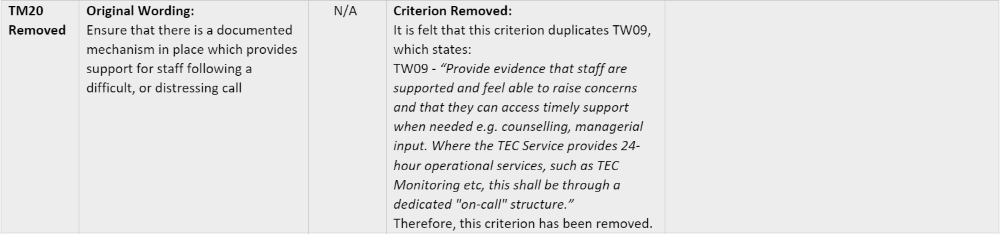 TM20
Removed
Original Wording:
Ensure that there is a documented
mechanism in place which provides
support for staff following a
difficult, or distressing call
N/A
Criterion Removed:
It is felt that this criterion duplicates TW09,
which states:
TW09 - “Provide evidence that staff are
supported and feel able to raise concerns
and that they can access timely support
when needed e.g. counselling, managerial
input. Where the TEC Service provides 24-
hour operational services, such as TEC
Monitoring etc, this shall be through a
dedicated "on-call" structure.”
Therefore, this criterion has been removed.